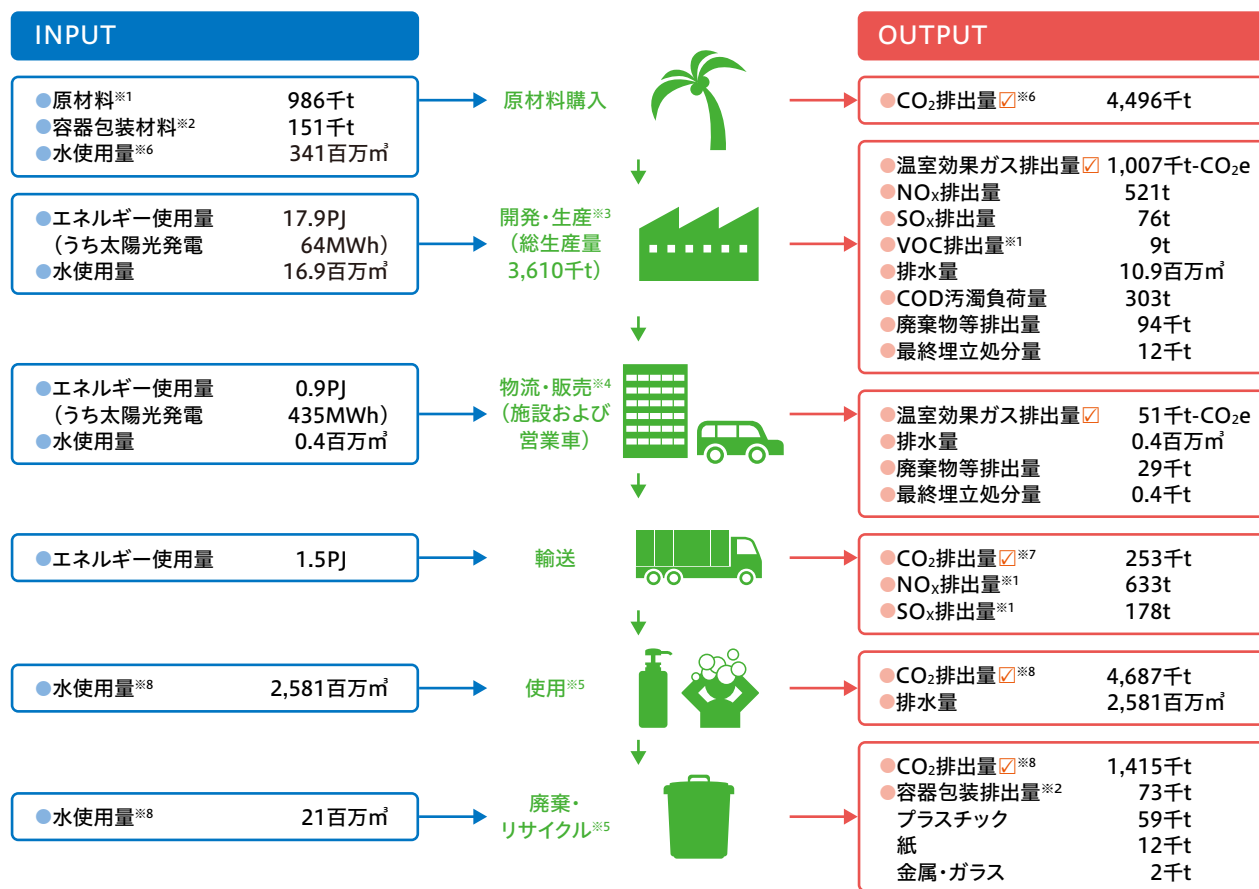 INPUT
OUTPUT
●原材料※1 986千t
●容器包装材料※2 151千t
●水使用量※6 341百万㎥
原材料購入
●CO₂排出量☑※6 4,496千t
●エネルギー使用量 17.9PJ
(うち太陽光発電 64MWh)
●水使用量 16.9百万㎥
開発・生産※3
(総生産量
3,610千t)
●温室効果ガス排出量☑ 1,007千t-CO₂e
●NOx排出量 521t
●SOx排出量 76t
●VOC排出量※1 9t
●排水量 10.9百万㎥
●COD汚濁負荷量 303t
●廃棄物等排出量 94千t
●最終埋立処分量 12千t
●エネルギー使用量 0.9PJ
(うち太陽光発電 435MWh)
●水使用量 0.4百万㎥
物流・販売※4
(施設および
営業車)
●温室効果ガス排出量☑ 51千t-CO₂e
●排水量 0.4百万㎥
●廃棄物等排出量 29千t
●最終埋立処分量 0.4千t
●エネルギー使用量 1.5PJ
輸送
●CO₂排出量☑※7 253千t
●NOx排出量※1 633t
●SOx排出量※1 178t
●水使用量※8 2,581百万㎥
使用※5
●CO₂排出量☑※8 4,687千t
●排水量 2,581百万㎥
●水使用量※8 21百万㎥
廃棄・
リサイクル※5
●CO₂排出量☑※8 1,415千t
●容器包装排出量※2 73千t
プラスチック 59千t
紙 12千t
金属・ガラス 2千t